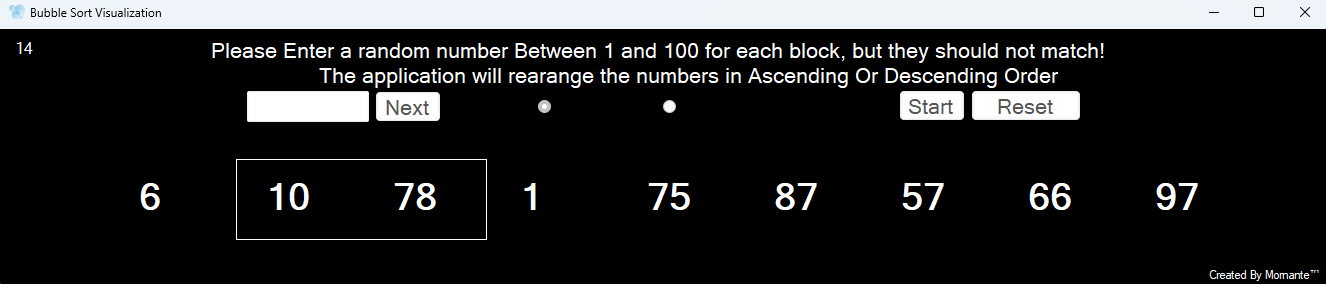 Bubble Sort Visualization
14
Please Enter a random number Between 1 and 100 for each block, but they should not match!
The application will rearange the numbers in Ascending Or Descending Order
Next Start Reset
6 10 78 1 75 87 57 66 97
Created By Momante™